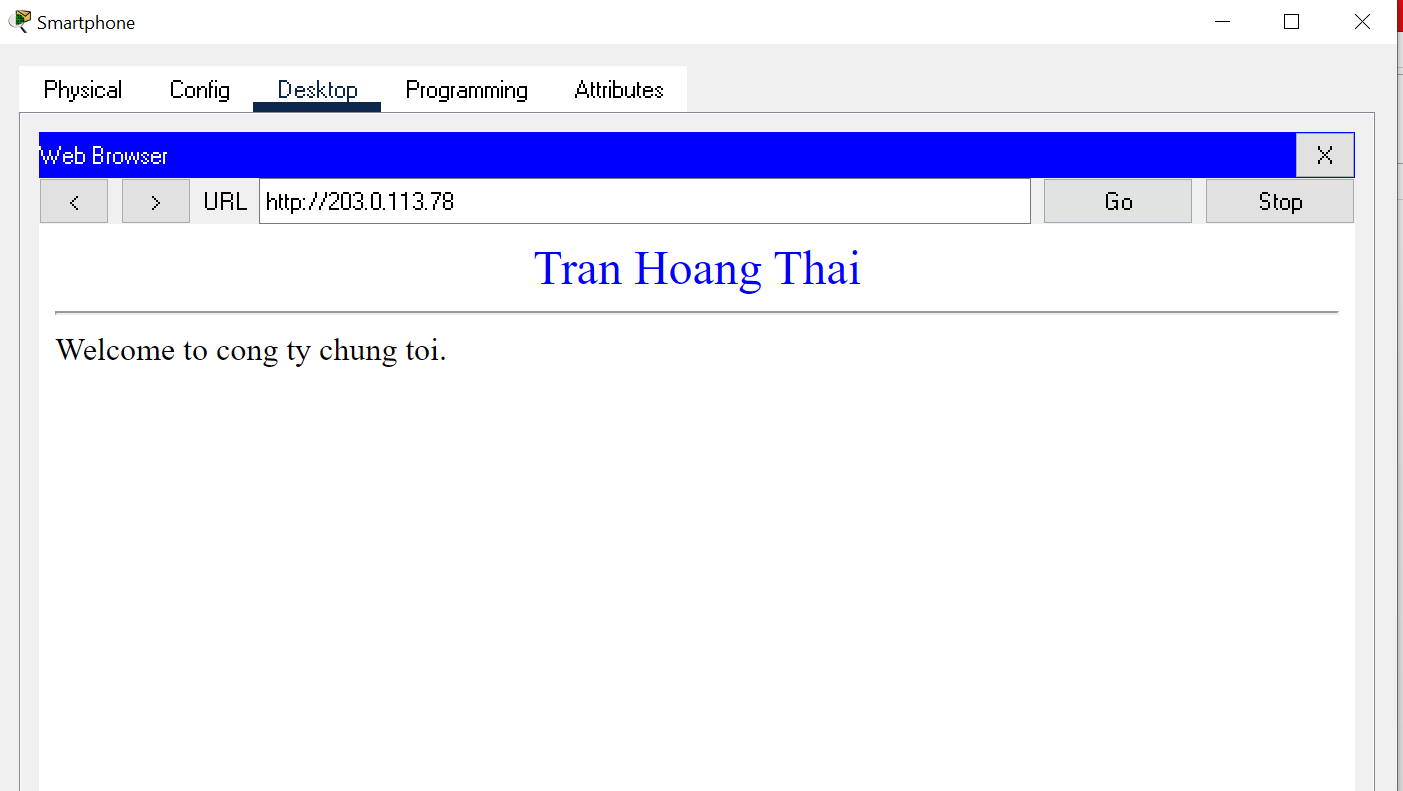 Smartphone
Physical Config Desktop Programming Attributes
Web Browser X
< > URL http://203.0.113.78 Go Stop
Tran Hoang Thai
Welcome to cong ty chung toi.